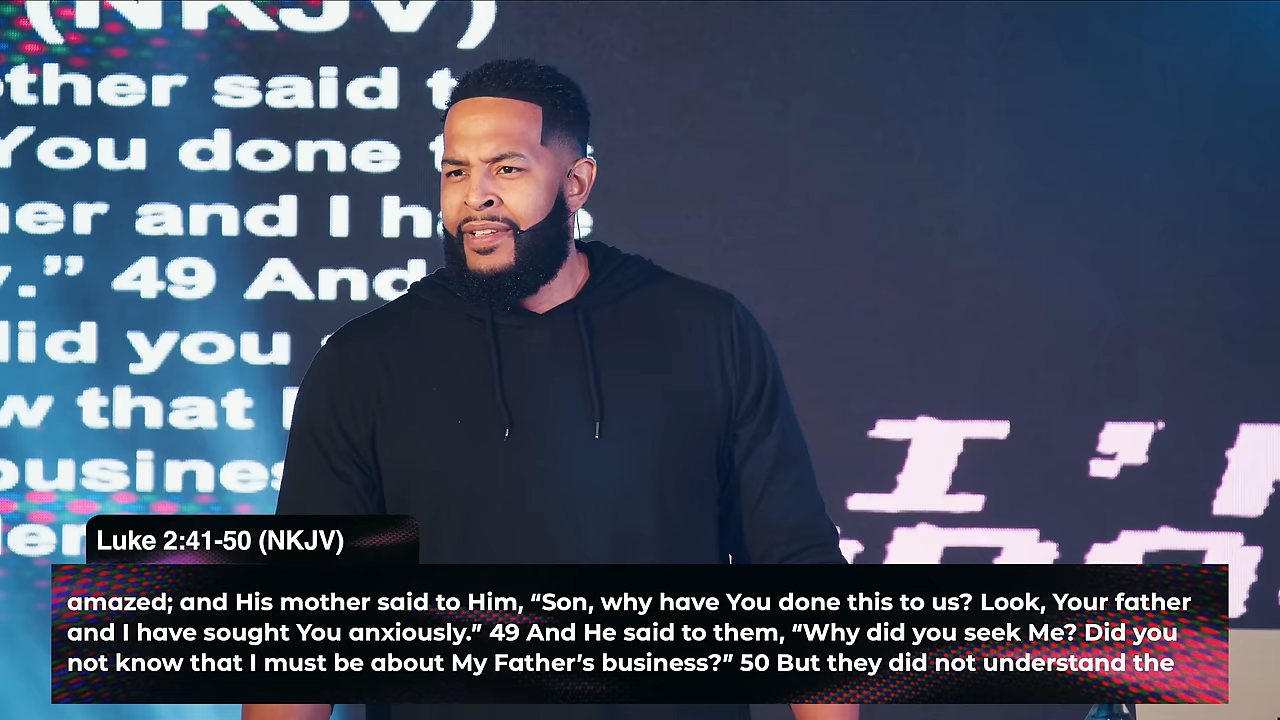 (NKJV)
other said t
You done t
her and I ha e
y.” 49 And
did you
w that
busines
Luke 2:41-50 (NKJV)
amazed; and His mother said to Him, “Son, why have You done this to us? Look, Your father
and I have sought You anxiously.” 49 And He said to them, “Why did you seek Me? Did you
not know that I must be about My Father’s business?” 50 But they did not understand the
I'